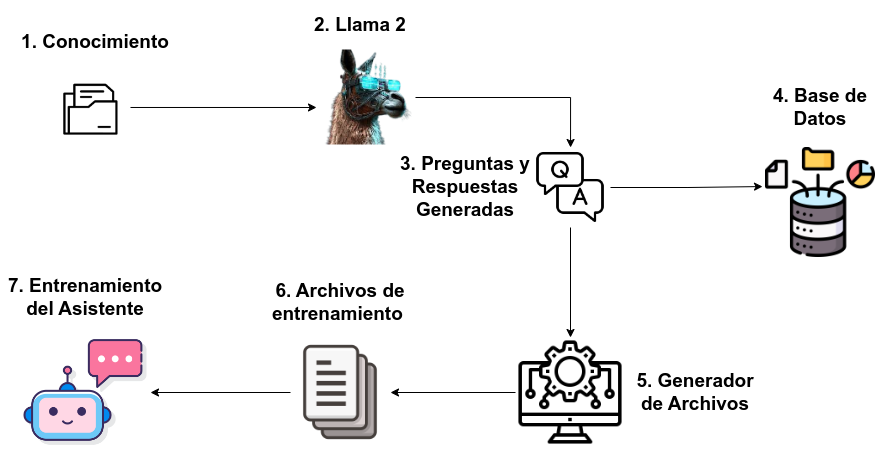 1. Conocimiento
2. Llama 2
3. Preguntas y
Respuestas
Generadas
Q
A
4. Base de
Datos
5. Generador
de Archivos
6. Archivos de
entrenamiento
7. Entrenamiento
del Asistente